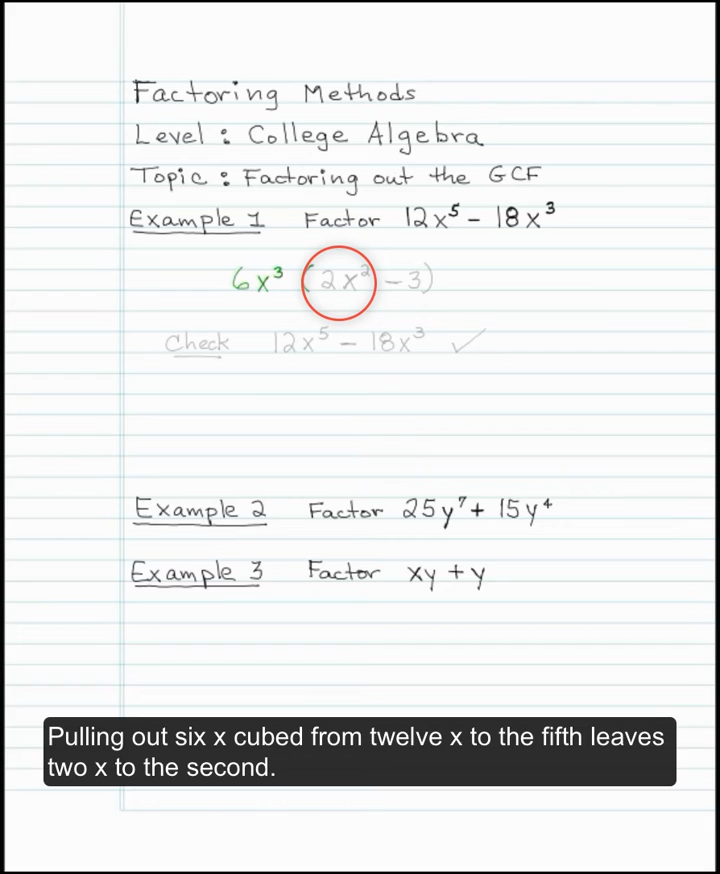 Factoring Methods
Level : College Algebra
Topic : Factoring out the GCF
Example 1 Factor 12x⁵ - 18x³
6x³ (2x² - 3)
Check 12x⁵ - 18x³ ✓
Example 2 Factor 25y⁷ + 15y⁴
Example 3 Factor xy + y
Pulling out six x cubed from twelve x to the fifth leaves
two x to the second.